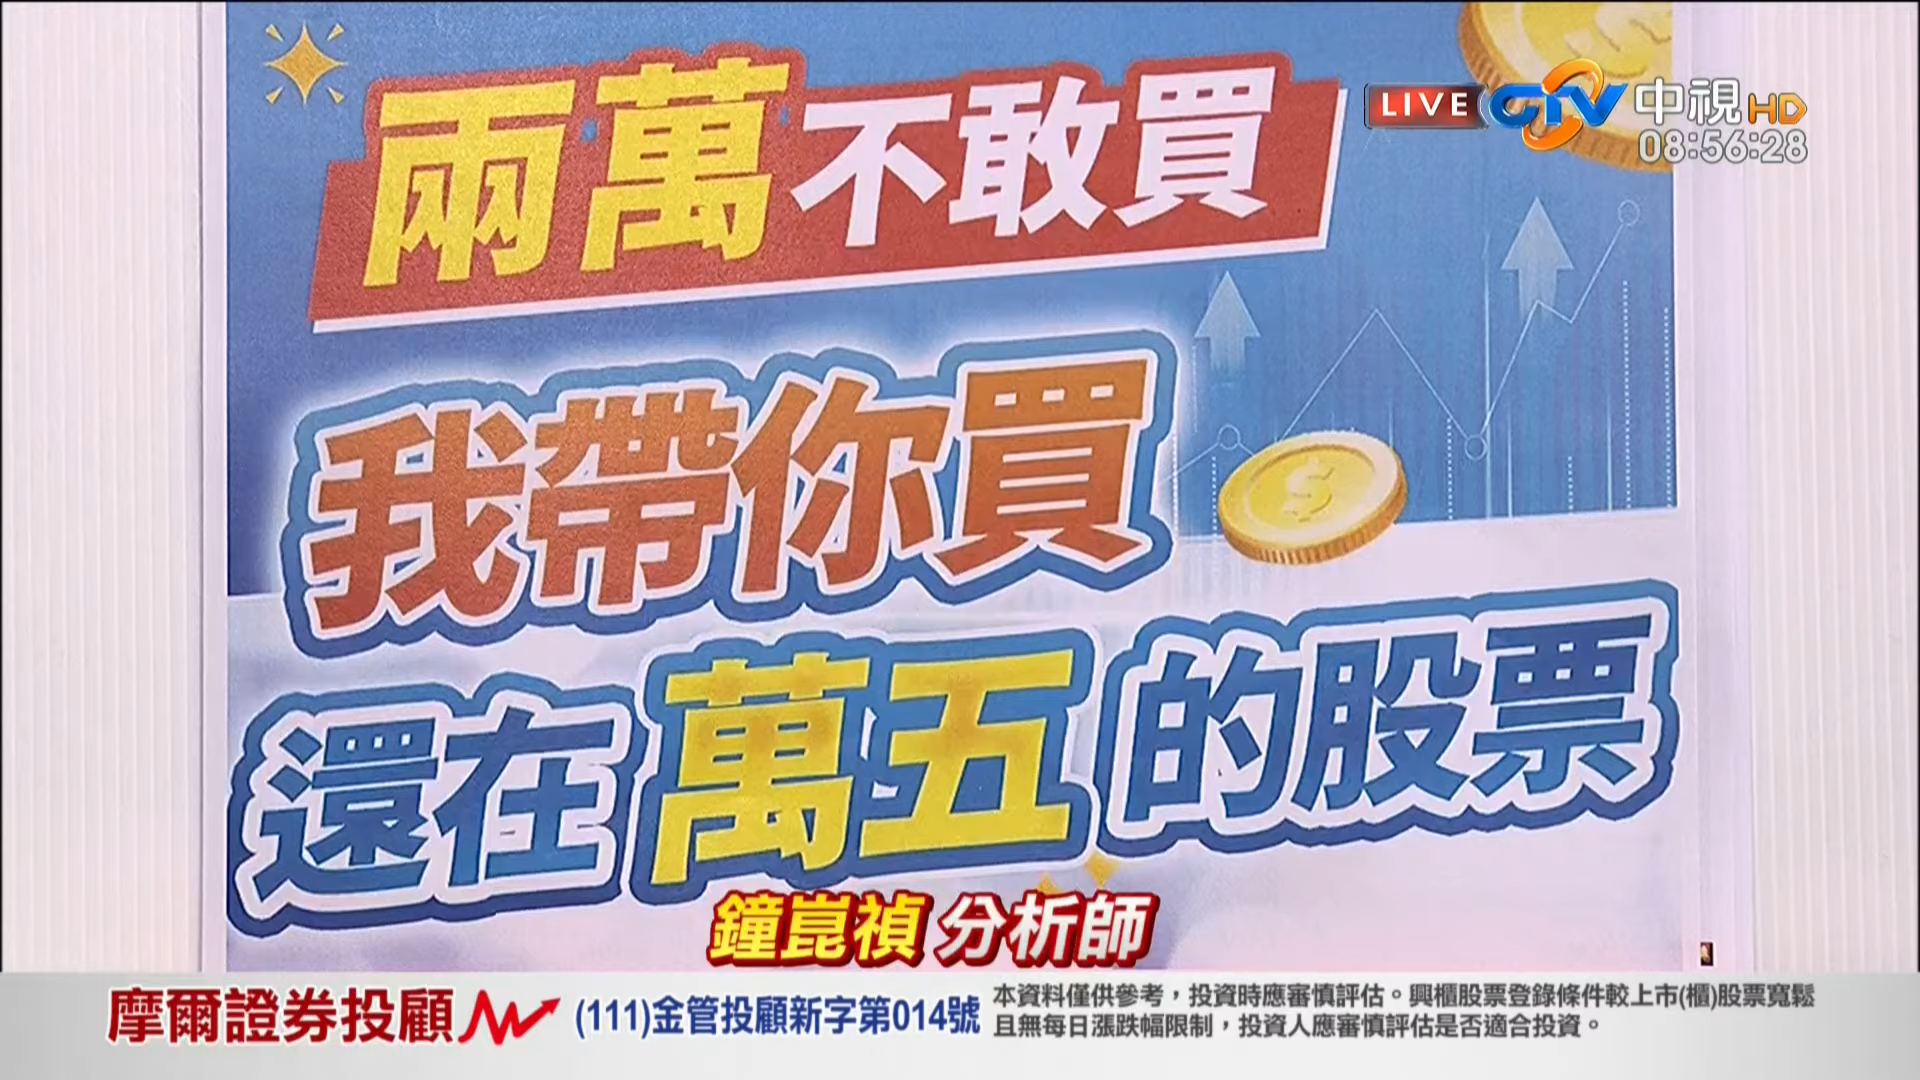 兩萬不敢買
LIVE CTV 中視HD
08:56:28
我帶你買
還在萬五的股票
鐘崑禎 分析師
摩爾證券投顧
(111)金管投顧新字第014號
本資料僅供參考，投資時應審慎評估。興櫃股票登錄條件較上市(櫃)股票寬鬆
且無每日漲跌幅限制，投資人應審慎評估是否適合投資。